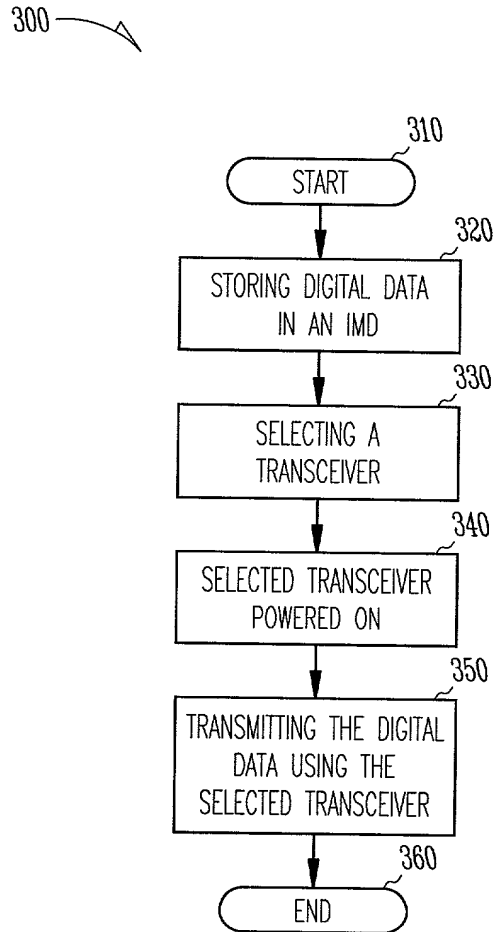 300
310
START
320
STORING DIGITAL DATA
IN AN IMD
330
SELECTING A
TRANSCEIVER
340
SELECTED TRANSCEIVER
POWERED ON
350
TRANSMITTING THE DIGITAL
DATA USING THE
SELECTED TRANSCEIVER
360
END